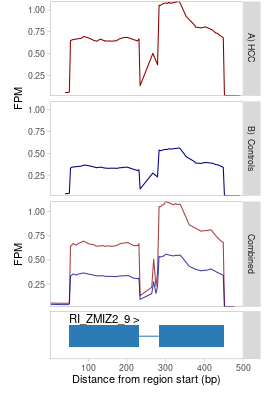 1.00
0.75
0.50
0.25
FPM
A) HCC
1.00
0.75
0.50
0.25
B) Controls
1.00
0.75
0.50
0.25
FPM
Combined
RI_ZMIZ2_9 >
100 200 300 400 500
Distance from region start (bp)